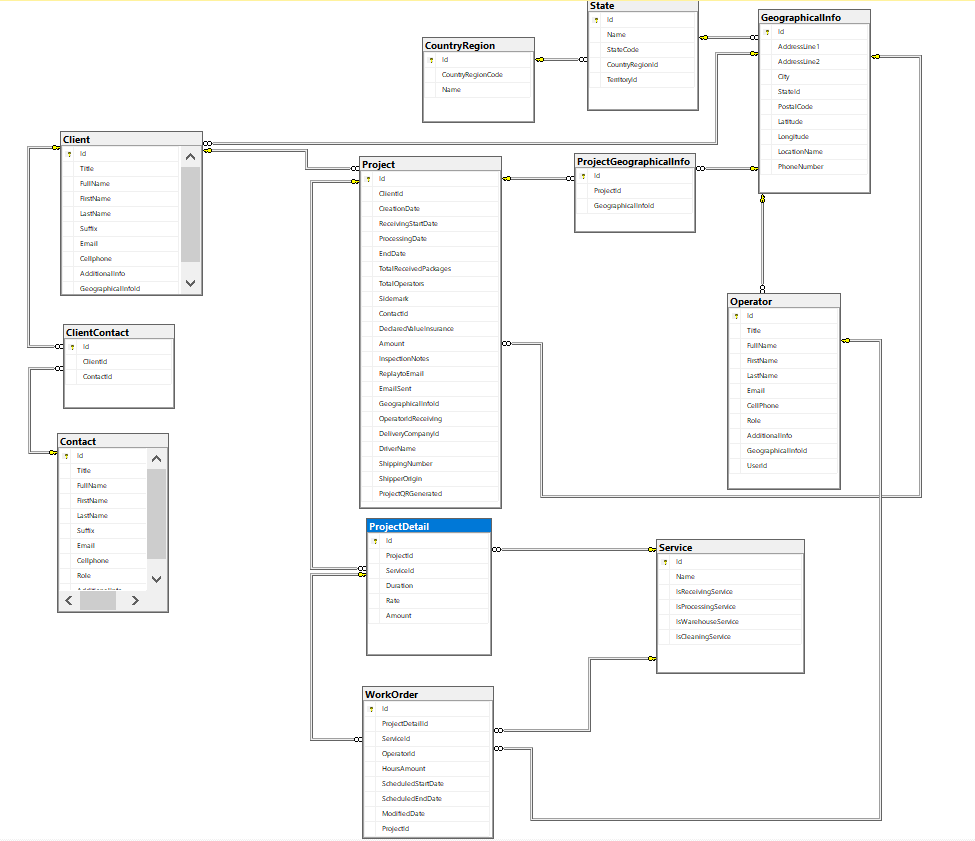 State
Id
Name
StateCode
CountryRegionId
TerritoryId
GeographicalInfo
Id
AddressLine1
AddressLine2
City
StateId
PostalCode
Latitude
Longitude
LocationName
PhoneNumber
CountryRegion
Id
CountryRegionCode
Name
Client
Id
Title
FullName
FirstName
LastName
Suffix
Email
Cellphone
AdditionalInfo
GeographicalInfoId
Project
Id
ClientId
CreationDate
ReceivingStartDate
ProcessingDate
EndDate
TotalReceivedPackages
TotalOperators
Sidemark
ContactId
DeclaredValueInsurance
Amount
InspectionNotes
ReplaytoEmail
EmailSent
GeographicalInfoId
OperatorIdReceiving
DeliveryCompanyId
DriverName
ShippingNumber
ShipperOrigin
ProjectQRGenerated
ProjectGeographicalInfo
Id
ProjectId
GeographicalInfoId
Operator
Id
Title
FullName
FirstName
LastName
Email
CellPhone
Role
AdditionalInfo
GeographicalInfoId
UserId
ClientContact
Id
ClientId
ContactId
Contact
Id
Title
FullName
FirstName
LastName
Suffix
Email
Cellphone
Role
AdditionalInfo
ProjectDetail
Id
ProjectId
ServiceId
Duration
Rate
Amount
Service
Id
Name
IsReceivingService
IsProcessingService
IsWarehouseService
IsCleaningService
WorkOrder
Id
ProjectDetailId
ServiceId
OperatorId
HoursAmount
ScheduledStartDate
ScheduledEndDate
ModifiedDate
ProjectId